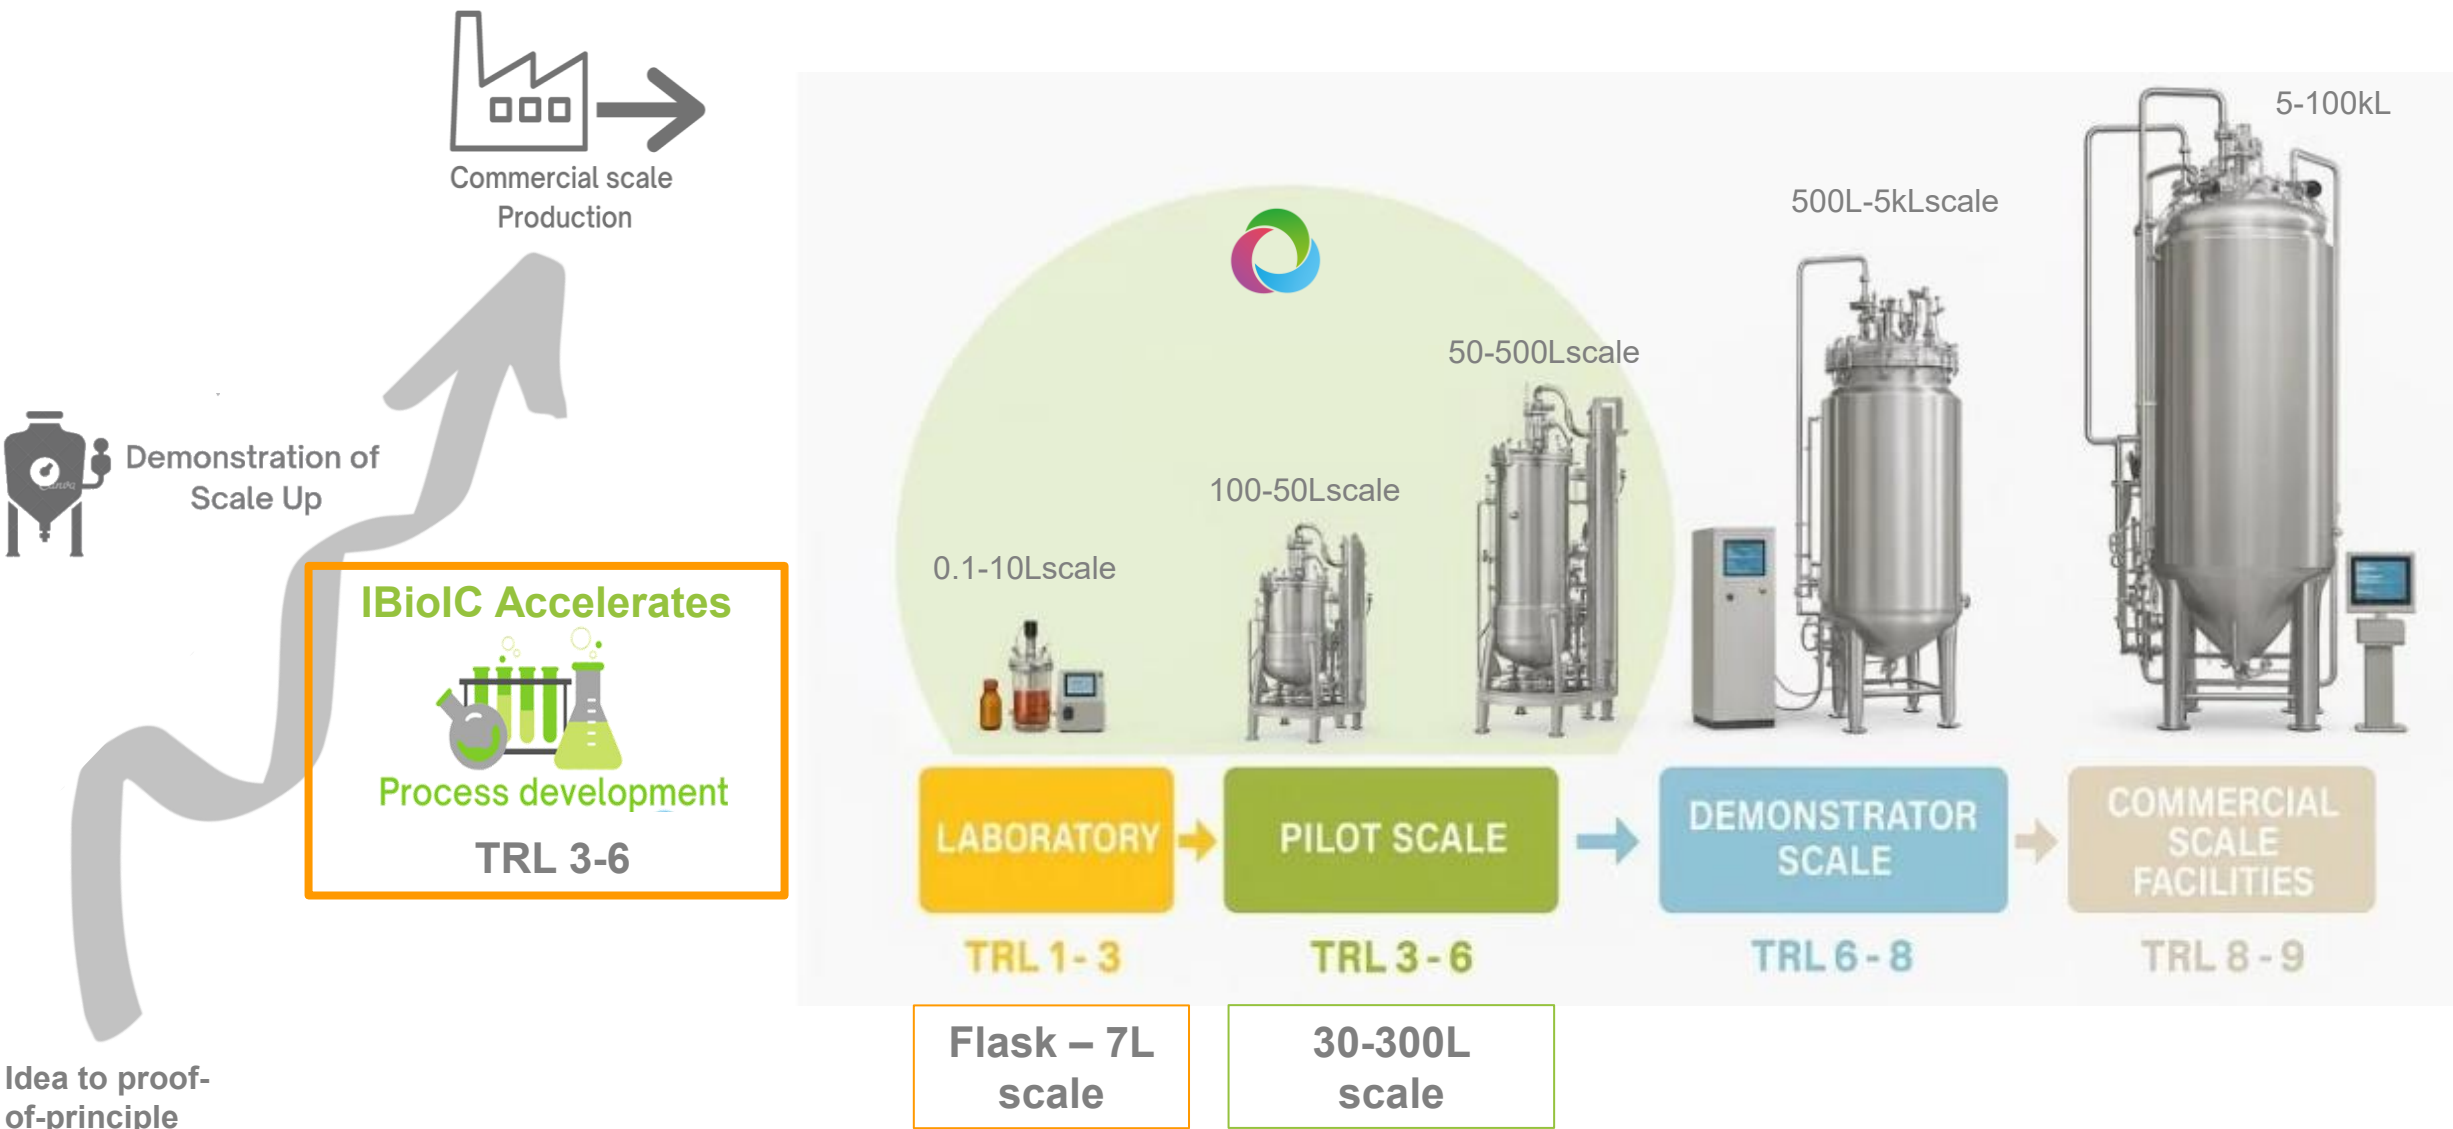 Commercial scale
Production
Demonstration of
Scale Up
Canva
IBioIC Accelerates
Process development
TRL 3-6
Idea to proof-
of-principle
0.1-10Lscale
100-50Lscale
50-500Lscale
500L-5kLscale
5-100kL
LABORATORY
PILOT SCALE
DEMONSTRATOR
SCALE
COMMERCIAL
SCALE
FACILITIES
TRL 1 - 3
TRL 3 - 6
TRL 6 - 8
TRL 8 - 9
Flask – 7L
scale
30-300L
scale